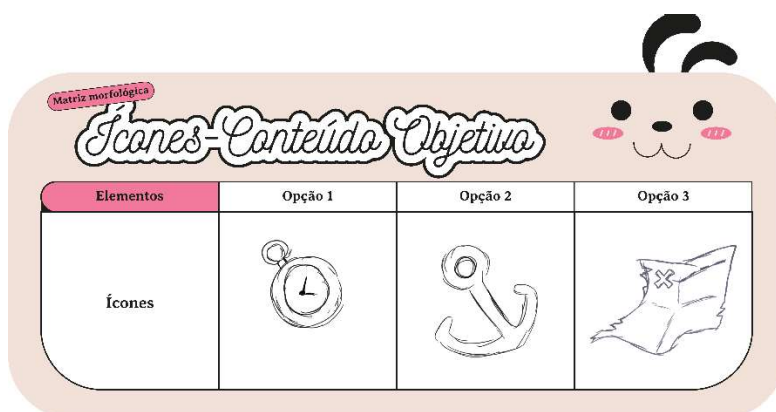 Matriz morfológica
Ícones-Conteúdo Objetivo
Elementos Opção 1 Opção 2 Opção 3
Ícones